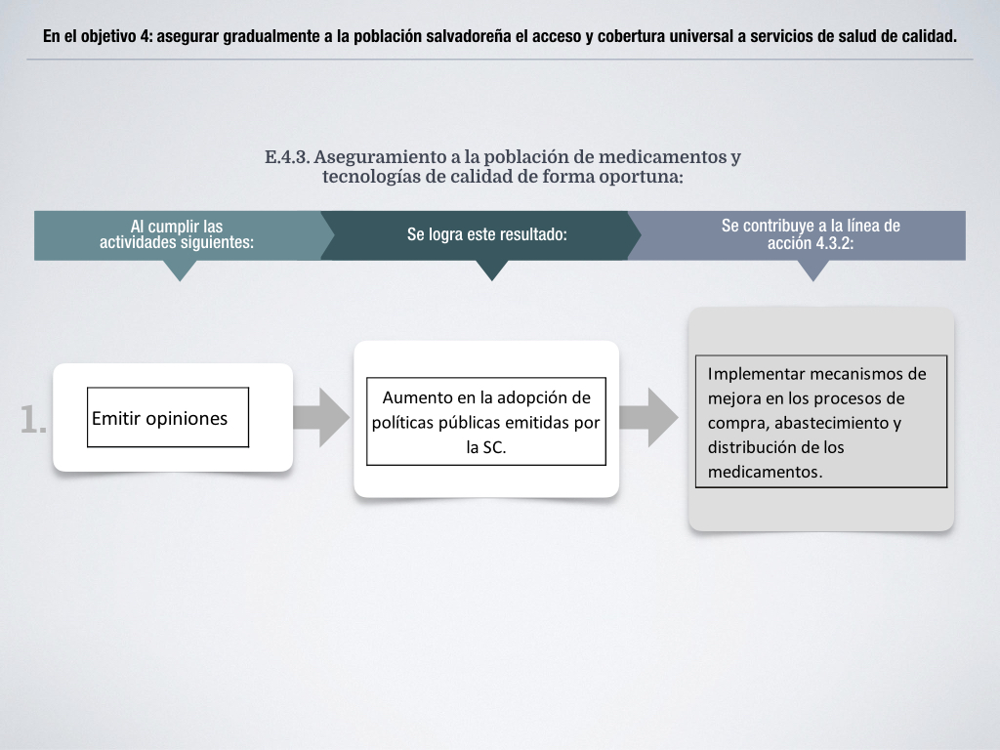 En el objetivo 4: asegurar gradualmente a la población salvadoreña el acceso y cobertura universal a servicios de salud de calidad.
E.4.3. Aseguramiento a la población de medicamentos y
tecnologías de calidad de forma oportuna:
Al cumplir las
actividades siguientes:
Se logra este resultado:
Se contribuye a la línea de
acción 4.3.2:
1.
Emitir opiniones
Aumento en la adopción de
políticas públicas emitidas por
la SC.
Implementar mecanismos de
mejora en los procesos de
compra, abastecimiento y
distribución de los
medicamentos.